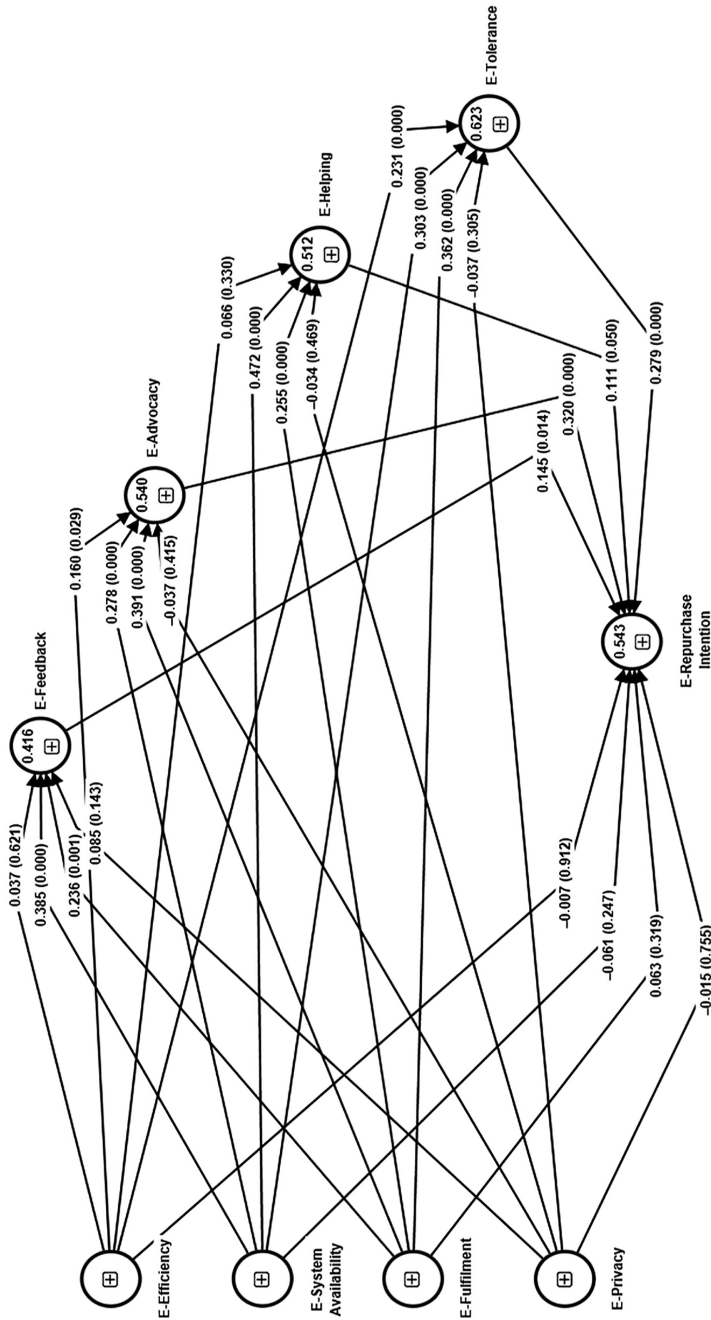 0.037 (0.621)
0.385 (0.000)
0.236 (0.001)
0.085 (0.143)
0.416
E-Feedback
0.160 (0.029)
0.278 (0.000)
0.391 (0.000)
–0.037 (0.415)
0.540
E-Advocacy
0.066 (0.330)
0.472 (0.000)
0.255 (0.000)
–0.034 (0.469)
0.512
E-Helping
0.231 (0.000)
0.303 (0.000)
0.362 (0.000)
–0.037 (0.305)
0.623
E-Tolerance
E-Efficiency
E-System
Availability
E-Fulfilment
E-Privacy
–0.007 (0.912)
–0.061 (0.247)
0.063 (0.319)
–0.015 (0.755)
0.145 (0.014)
0.320 (0.000)
0.111 (0.050)
0.279 (0.000)
0.543
E-Repurchase
Intention